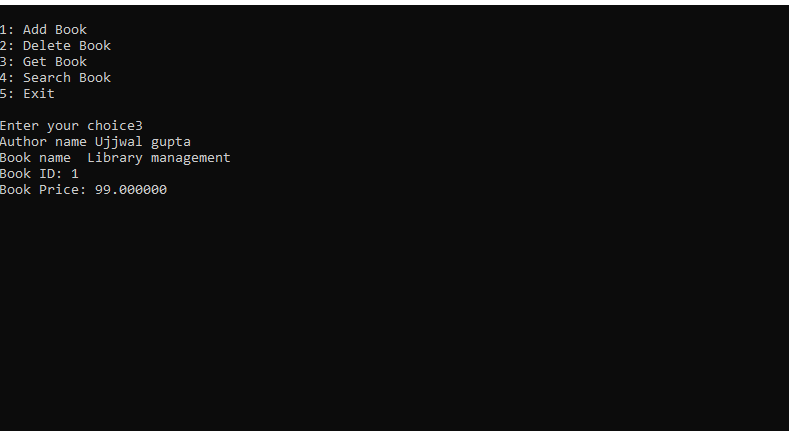 1: Add Book
2: Delete Book
3: Get Book
4: Search Book
5: Exit
Enter your choice3
Author name Ujjwal gupta
Book name  Library management
Book ID: 1
Book Price: 99.000000